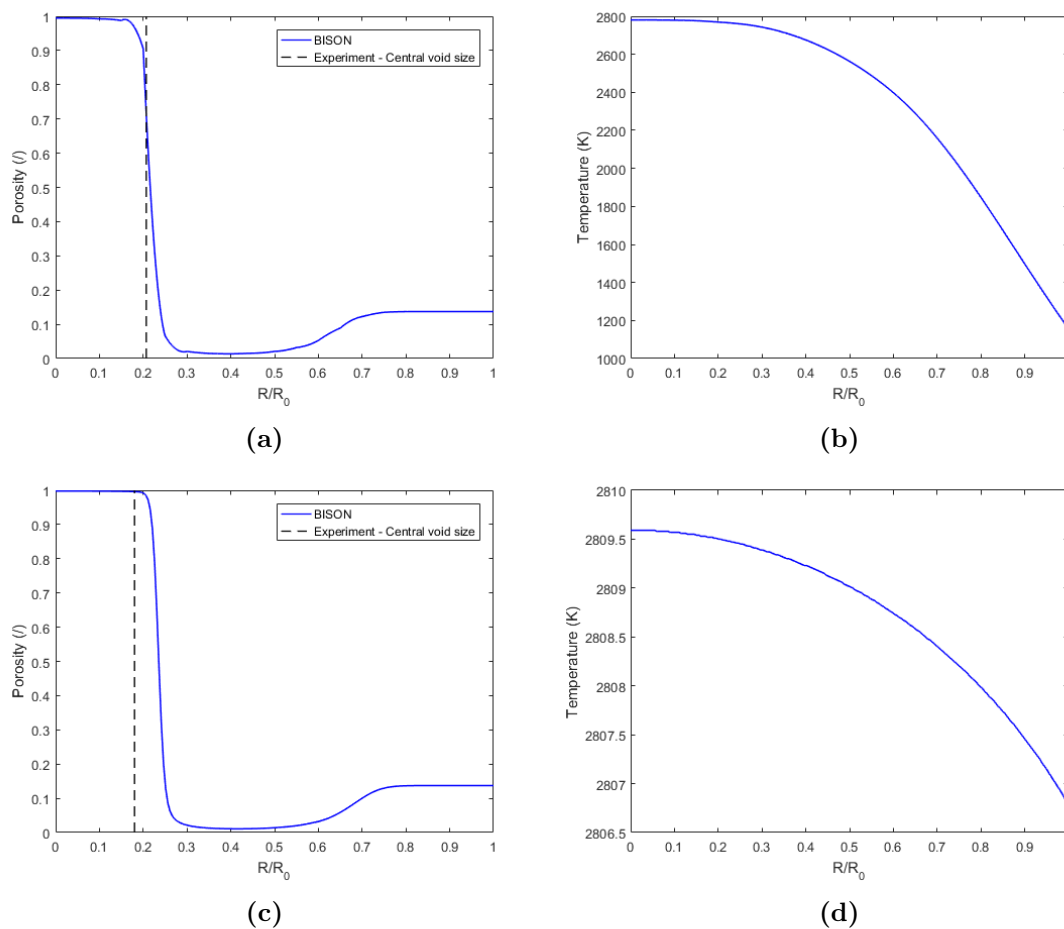 1
0.9
0.8
0.7
0.6
0.5
0.4
0.3
0.2
0.1
0
Porosity (/)
BISON
Experiment - Central void size
0 0.1 0.2 0.3 0.4 0.5 0.6 0.7 0.8 0.9 1
R/R0
(a)
2800
2600
2400
2200
2000
1800
1600
1400
1200
1000
Temperature (K)
0 0.1 0.2 0.3 0.4 0.5 0.6 0.7 0.8 0.9
R/R0
(b)
1
0.9
0.8
0.7
0.6
0.5
0.4
0.3
0.2
0.1
0
Porosity (/)
BISON
Experiment - Central void size
0 0.1 0.2 0.3 0.4 0.5 0.6 0.7 0.8 0.9 1
R/R0
(c)
2810
2809.5
2809
2808.5
2808
2807.5
2807
2806.5
Temperature (K)
0 0.1 0.2 0.3 0.4 0.5 0.6 0.7 0.8 0.9
R/R0
(d)